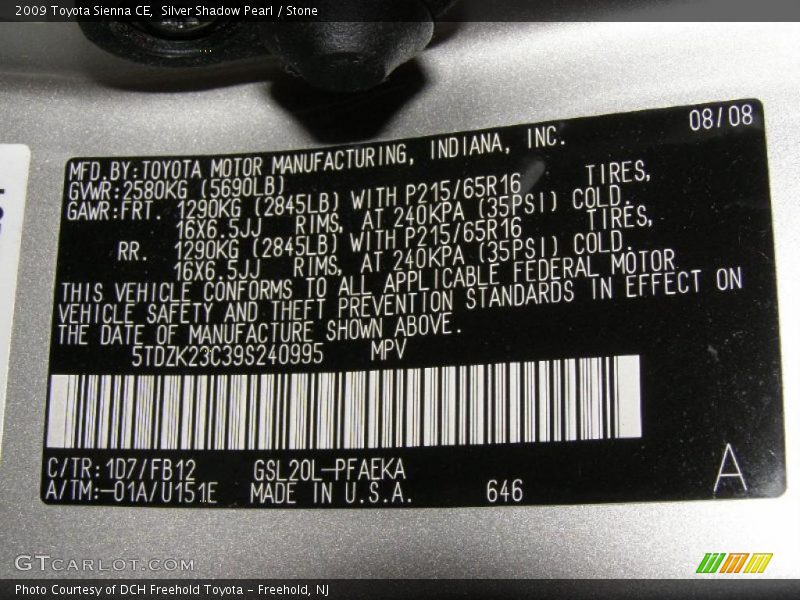 2009 Toyota Sienna CE, Silver Shadow Pearl / Stone
08/08
MFD.BY:TOYOTA MOTOR MANUFACTURING, INDIANA, INC.
GVWR:2580KG (5690LB)
GAWR:FRT. 1290KG (2845LB) WITH P215/65R16 TIRES,
16X6.5JJ RIMS, AT 240KPA (35PSI) COLD.
RR. 1290KG (2845LB) WITH P215/65R16 TIRES,
16X6.5JJ RIMS, AT 240KPA (35PSI) COLD.
THIS VEHICLE CONFORMS TO ALL APPLICABLE FEDERAL MOTOR
VEHICLE SAFETY AND THEFT PREVENTION STANDARDS IN EFFECT ON
THE DATE OF MANUFACTURE SHOWN ABOVE.
5TDZK23C39S240995 MPV
C/TR:1D7/FB12 GSL20L-PFAEKA
A/TM:-01A/U151E MADE IN U.S.A. 646
A
GTCARLOT.COM
Photo Courtesy of DCH Freehold Toyota - Freehold, NJ